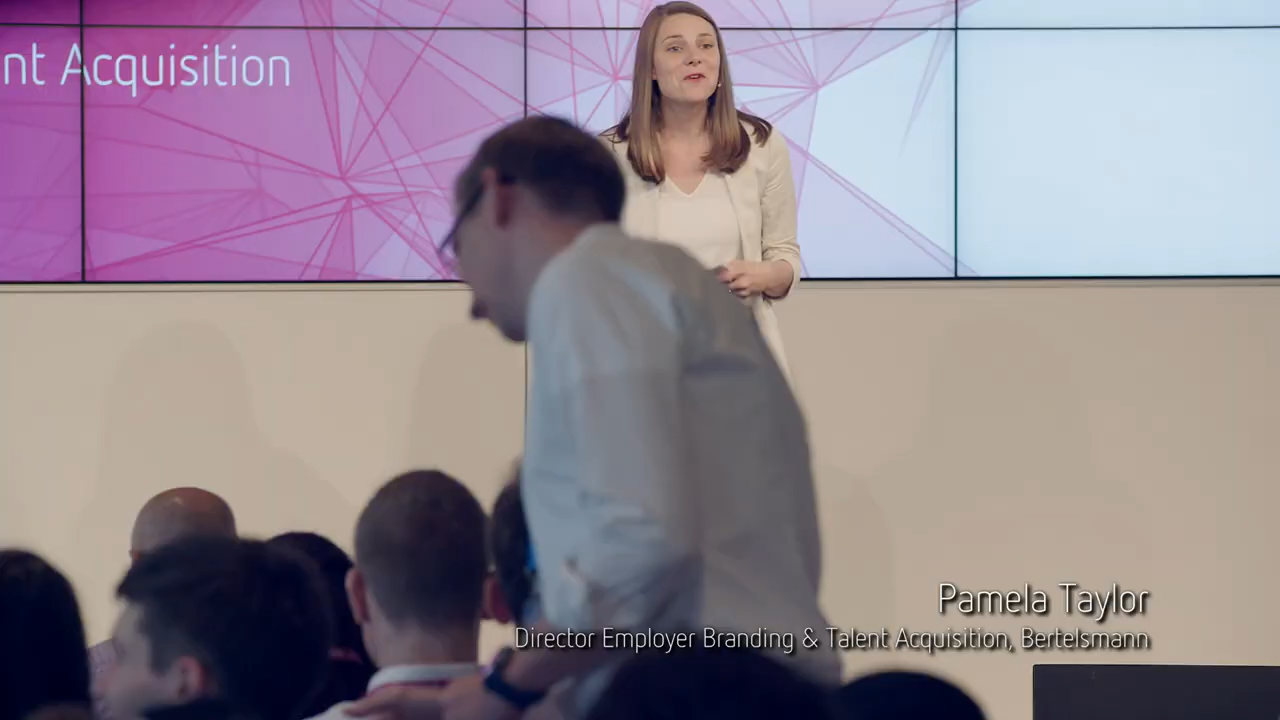 nt Acquisition
Pamela Taylor
Director Employer Branding & Talent Acquisition, Bertelsmann